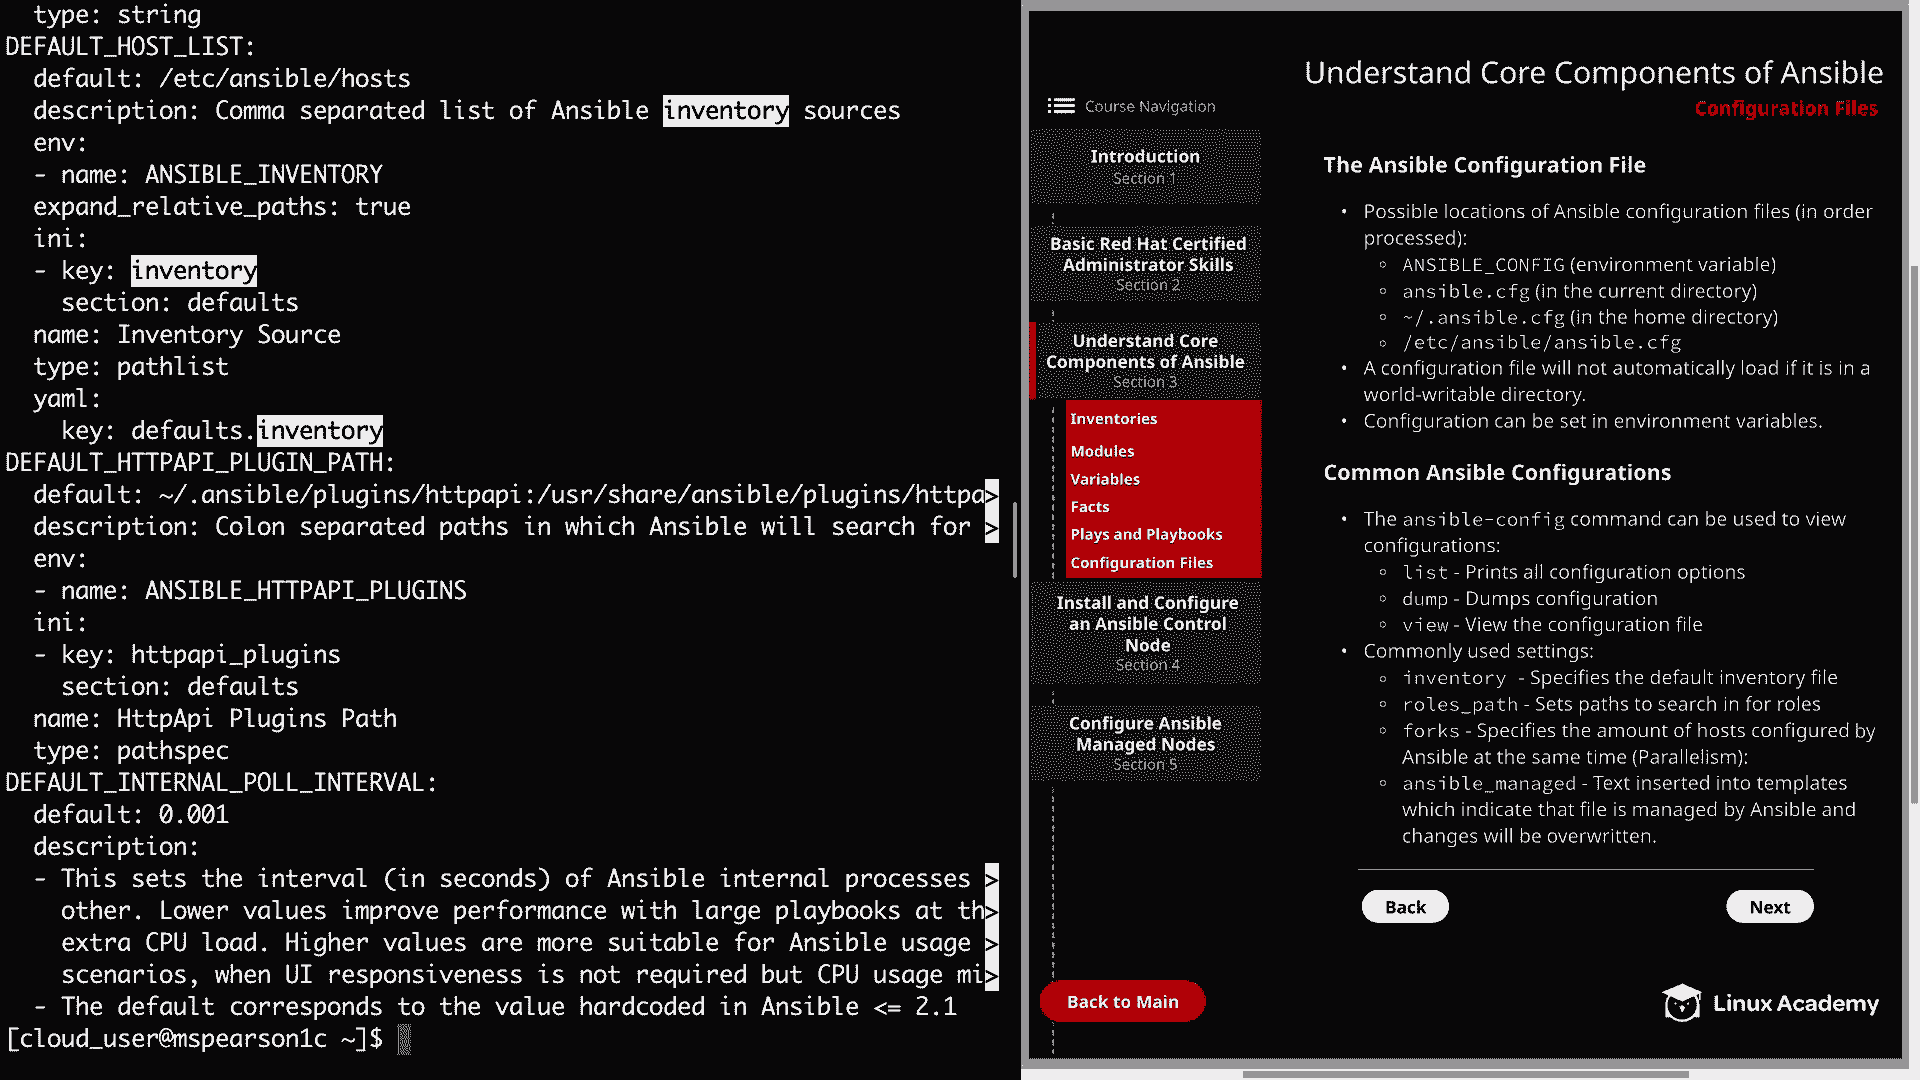 type: string
DEFAULT_HOST_LIST:
default: /etc/ansible/hosts
description: Comma separated list of Ansible inventory sources
env:
- name: ANSIBLE_INVENTORY
expand_relative_paths: true
ini:
- key: inventory
section: defaults
name: Inventory Source
type: pathlist
yaml:
key: defaults.inventory
DEFAULT_HTTPAPI_PLUGIN_PATH:
default: ~/.ansible/plugins/httpapi:/usr/share/ansible/plugins/httpa>
description: Colon separated paths in which Ansible will search for >
env:
- name: ANSIBLE_HTTPAPI_PLUGINS
ini:
- key: httpapi_plugins
section: defaults
name: HttpApi Plugins Path
type: pathspec
DEFAULT_INTERNAL_POLL_INTERVAL:
default: 0.001
description:
- This sets the interval (in seconds) of Ansible internal processes >
other. Lower values improve performance with large playbooks at th>
extra CPU load. Higher values are more suitable for Ansible usage >
scenarios, when UI responsiveness is not required but CPU usage mi>
- The default corresponds to the value hardcoded in Ansible <= 2.1
[cloud_user@mspearson1c ~]$
Understand Core Components of Ansible
Configuration Files
Course Navigation
Introduction
Section 1
Basic Red Hat Certified
Administrator Skills
Section 2
Understand Core
Components of Ansible
Section 3
Inventories
Modules
Variables
Facts
Plays and Playbooks
Configuration Files
Install and Configure
an Ansible Control
Node
Section 4
Configure Ansible
Managed Nodes
Section 5
Back to Main
The Ansible Configuration File
• Possible locations of Ansible configuration files (in order
processed):
◦ ANSIBLE_CONFIG (environment variable)
◦ ansible.cfg (in the current directory)
◦ ~/.ansible.cfg (in the home directory)
◦ /etc/ansible/ansible.cfg
• A configuration file will not automatically load if it is in a
world-writable directory.
• Configuration can be set in environment variables.
Common Ansible Configurations
• The ansible-config command can be used to view
configurations:
◦ list - Prints all configuration options
◦ dump - Dumps configuration
◦ view - View the configuration file
• Commonly used settings:
◦ inventory - Specifies the default inventory file
◦ roles_path - Sets paths to search in for roles
◦ forks - Specifies the amount of hosts configured by
Ansible at the same time (Parallelism):
◦ ansible_managed - Text inserted into templates
which indicate that file is managed by Ansible and
changes will be overwritten.
Back
Next
Linux Academy